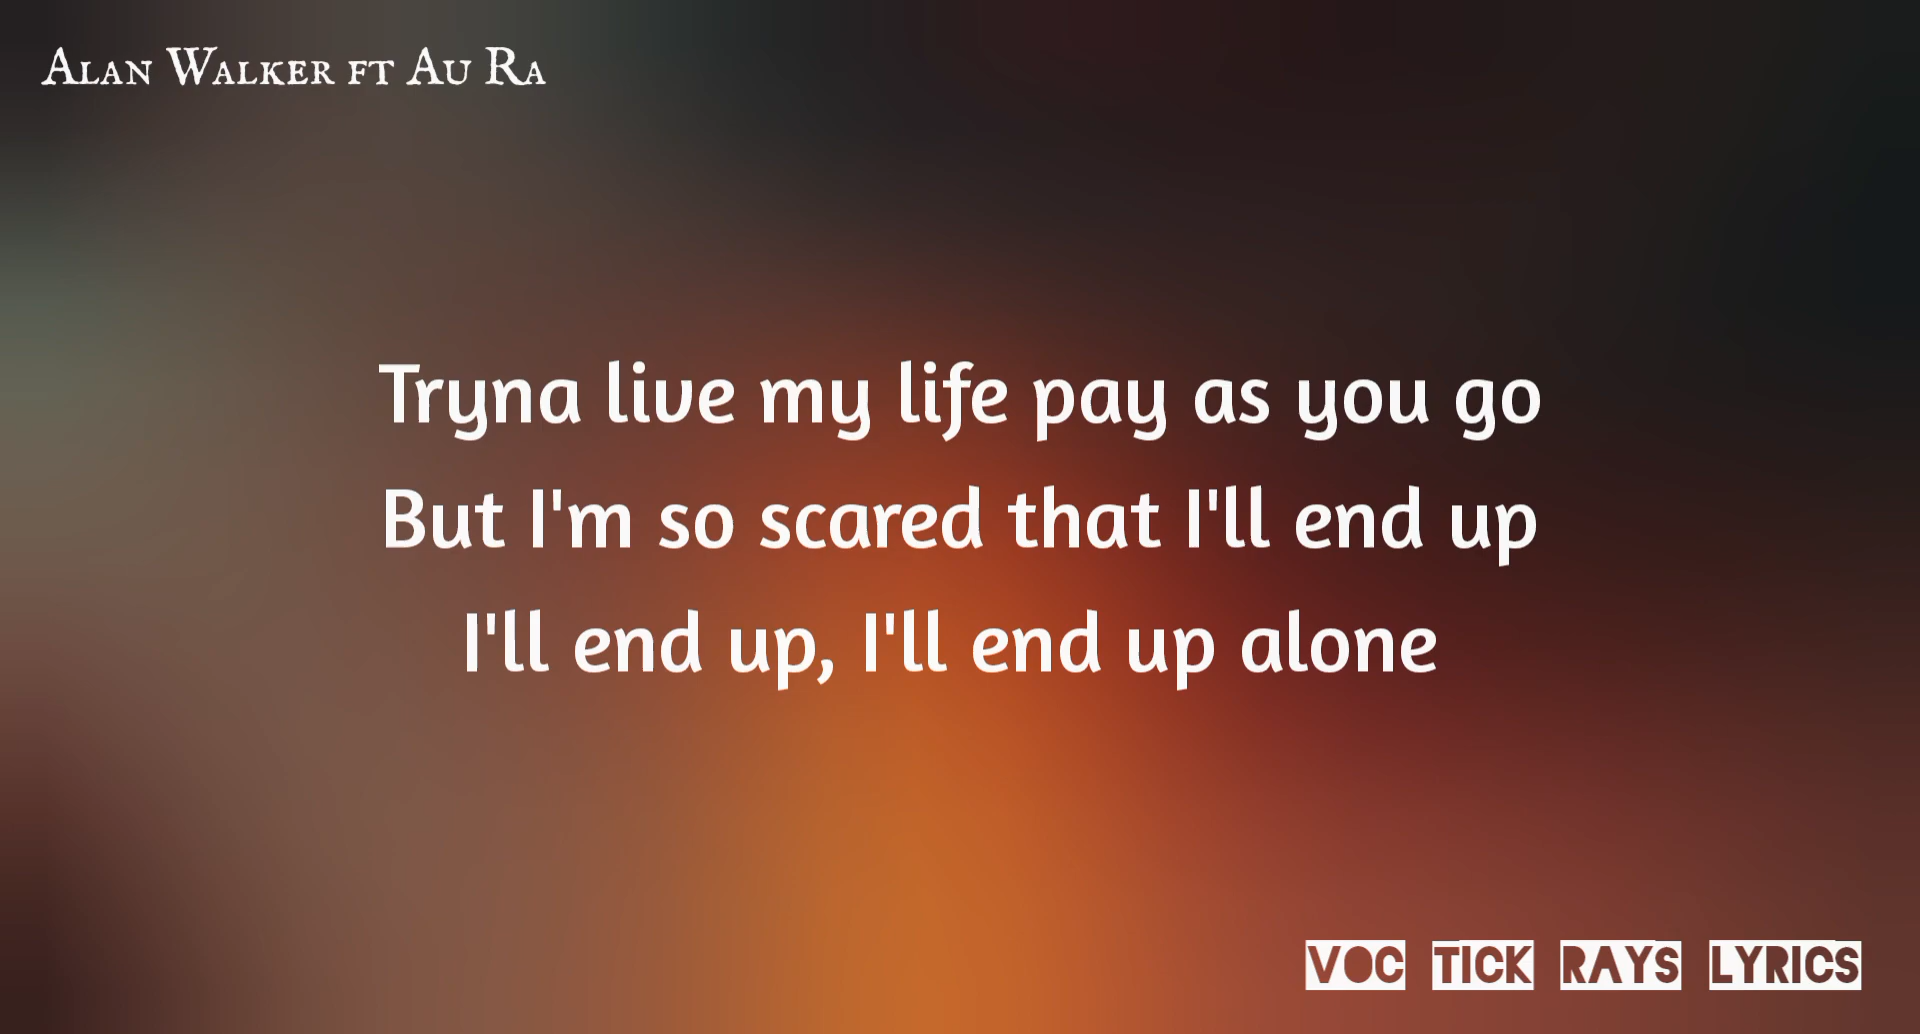 Alan Walker ft Au Ra
Tryna live my life pay as you go
But I'm so scared that I'll end up
I'll end up, I'll end up alone
VOC TICK RAYS LYRICS